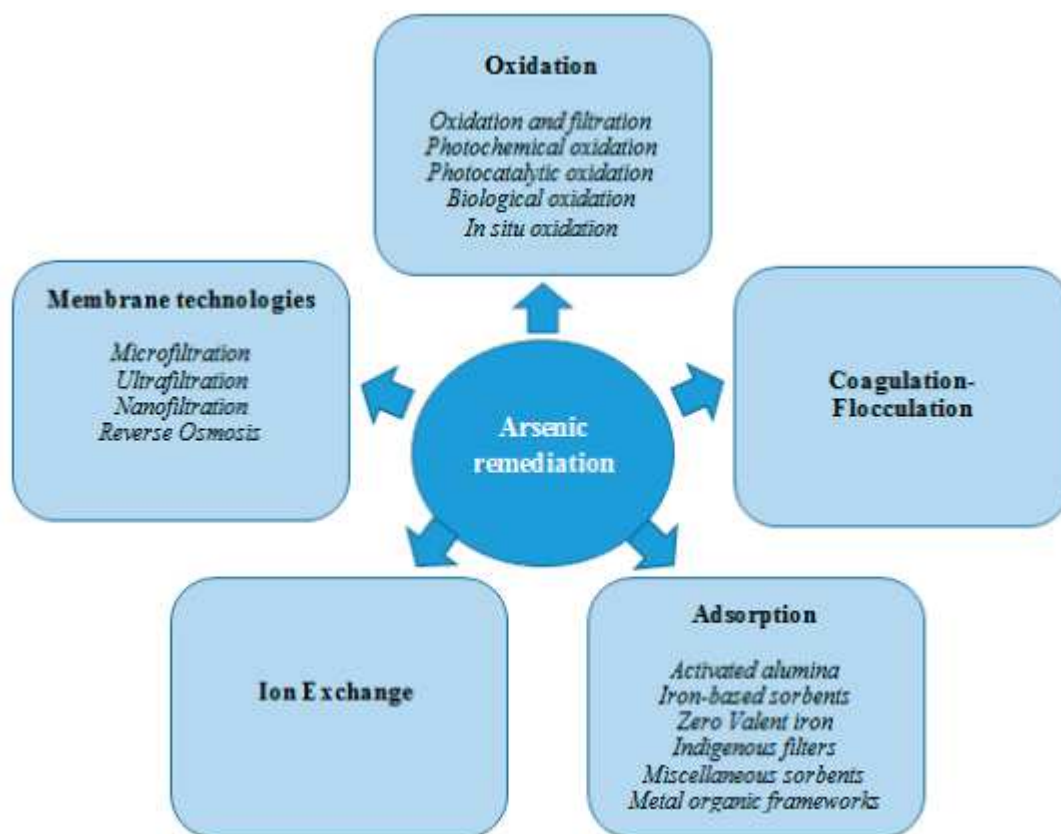 Oxidation
Oxidation and filtration
Photochemical oxidation
Photocatalytic oxidation
Biological oxidation
In situ oxidation
Membrane technologies
Microfiltration
Ultrafiltration
Nanofiltration
Reverse Osmosis
Coagulation-
Flocculation
Arsenic
remediation
Ion Exchange
Adsorption
Activated alumina
Iron-based sorbents
Zero Valent iron
Indigenous filters
Miscellaneous sorbents
Metal organic frameworks